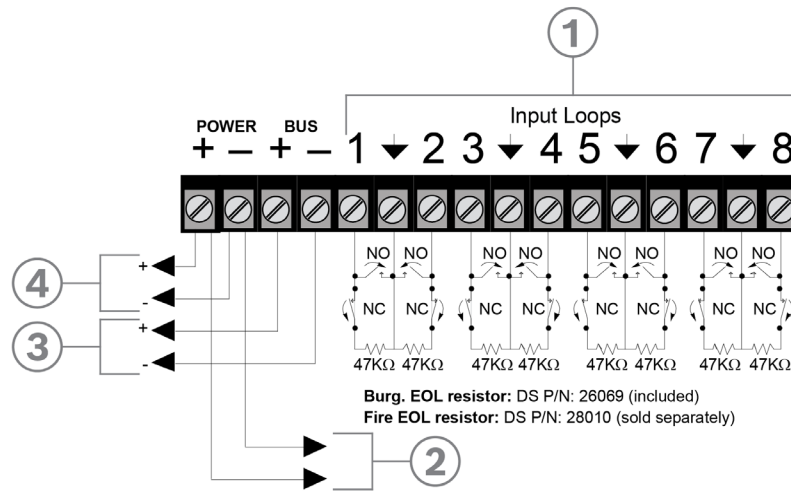 1
Input Loops
POWER BUS
+ – + – 1 2 3 4 5 6 7 8
NO NO NO NO NO NO NO NO
NC NC NC NC NC NC NC NC
47KΩ 47KΩ 47KΩ 47KΩ 47KΩ 47KΩ 47KΩ 47KΩ
4
+
-
3
+
-
Burg. EOL resistor: DS P/N: 26069 (included)
Fire EOL resistor: DS P/N: 28010 (sold separately)
2